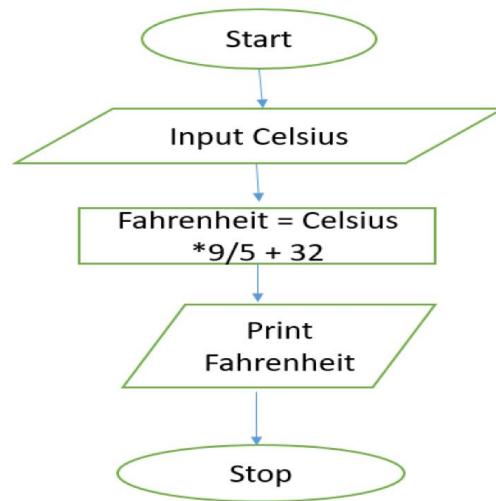 Start
Input Celsius
Fahrenheit = Celsius
*9/5 + 32
Print
Fahrenheit
Stop